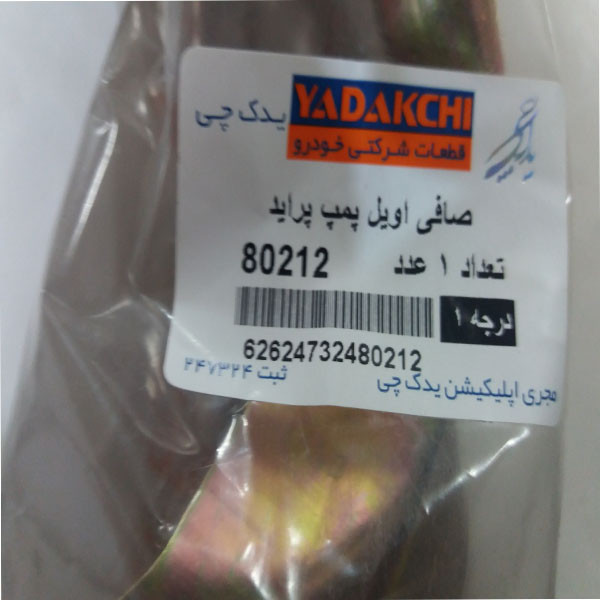 YADAKCHI یدک چی
قطعات شرکتی خودرو
صافی اویل پمپ پراید
تعداد ۱ عدد 80212
درجه ۱
62624732480212
ثبت ۲۴۷۳۲۴
مجری اپلیکیشن یدک چی